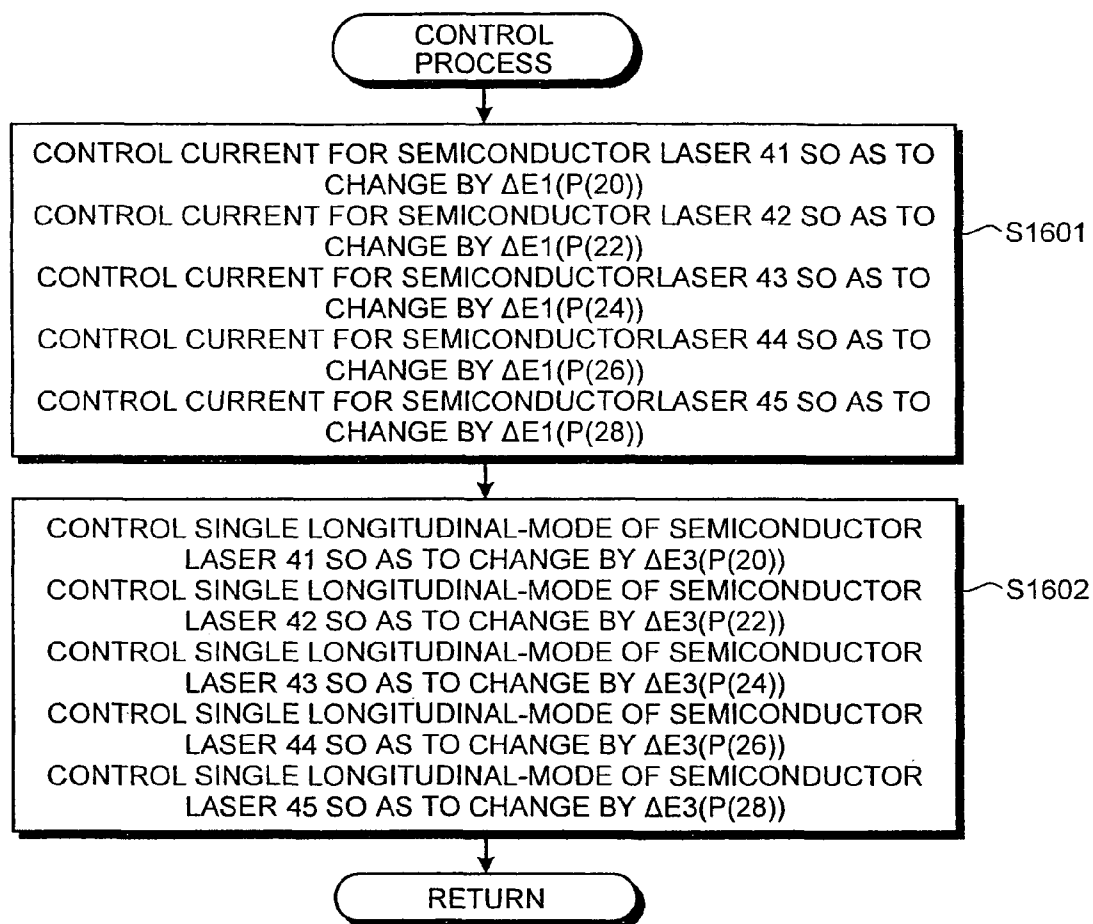 CONTROL
PROCESS
CONTROL CURRENT FOR SEMICONDUCTOR LASER 41 SO AS TO
CHANGE BY ΔE1(P(20))
CONTROL CURRENT FOR SEMICONDUCTOR LASER 42 SO AS TO
CHANGE BY ΔE1(P(22))
CONTROL CURRENT FOR SEMICONDUCTORLASER 43 SO AS TO
CHANGE BY ΔE1(P(24))
CONTROL CURRENT FOR SEMICONDUCTORLASER 44 SO AS TO
CHANGE BY ΔE1(P(26))
CONTROL CURRENT FOR SEMICONDUCTORLASER 45 SO AS TO
CHANGE BY ΔE1(P(28))
S1601
CONTROL SINGLE LONGITUDINAL-MODE OF SEMICONDUCTOR
LASER 41 SO AS TO CHANGE BY ΔE3(P(20))
CONTROL SINGLE LONGITUDINAL-MODE OF SEMICONDUCTOR
LASER 42 SO AS TO CHANGE BY ΔE3(P(22))
CONTROL SINGLE LONGITUDINAL-MODE OF SEMICONDUCTOR
LASER 43 SO AS TO CHANGE BY ΔE3(P(24))
CONTROL SINGLE LONGITUDINAL-MODE OF SEMICONDUCTOR
LASER 44 SO AS TO CHANGE BY ΔE3(P(26))
CONTROL SINGLE LONGITUDINAL-MODE OF SEMICONDUCTOR
LASER 45 SO AS TO CHANGE BY ΔE3(P(28))
S1602
RETURN